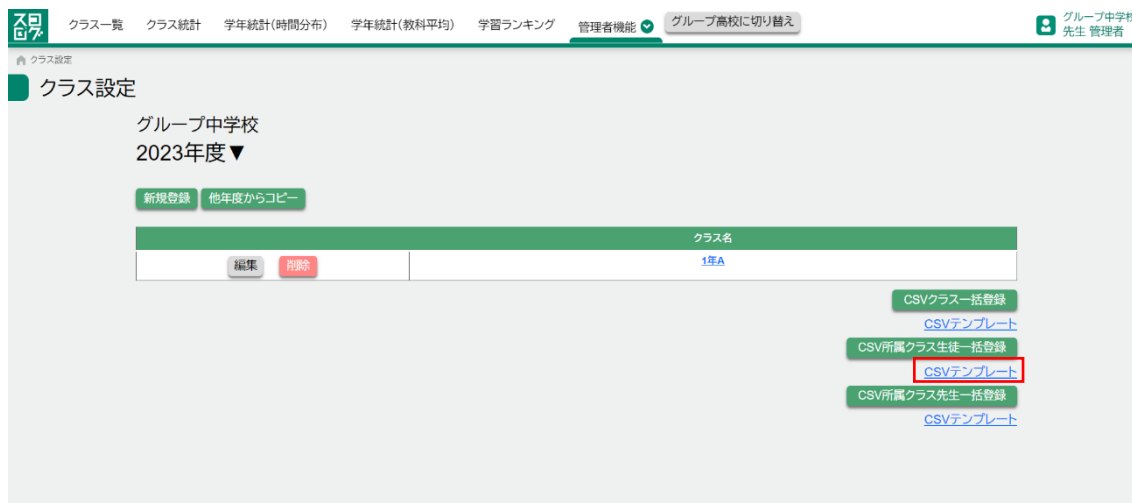 スタログ
クラス一覧 クラス統計 学年統計(時間分布) 学年統計(教科平均) 学習ランキング 管理者機能 グループ高校に切り替え
グループ中学校
先生 管理者
クラス設定
クラス設定
グループ中学校
2023年度▼
新規登録 他年度からコピー
クラス名
編集 削除 1年A
CSVクラス一括登録
CSVテンプレート
CSV所属クラス生徒一括登録
CSVテンプレート
CSV所属クラス先生一括登録
CSVテンプレート